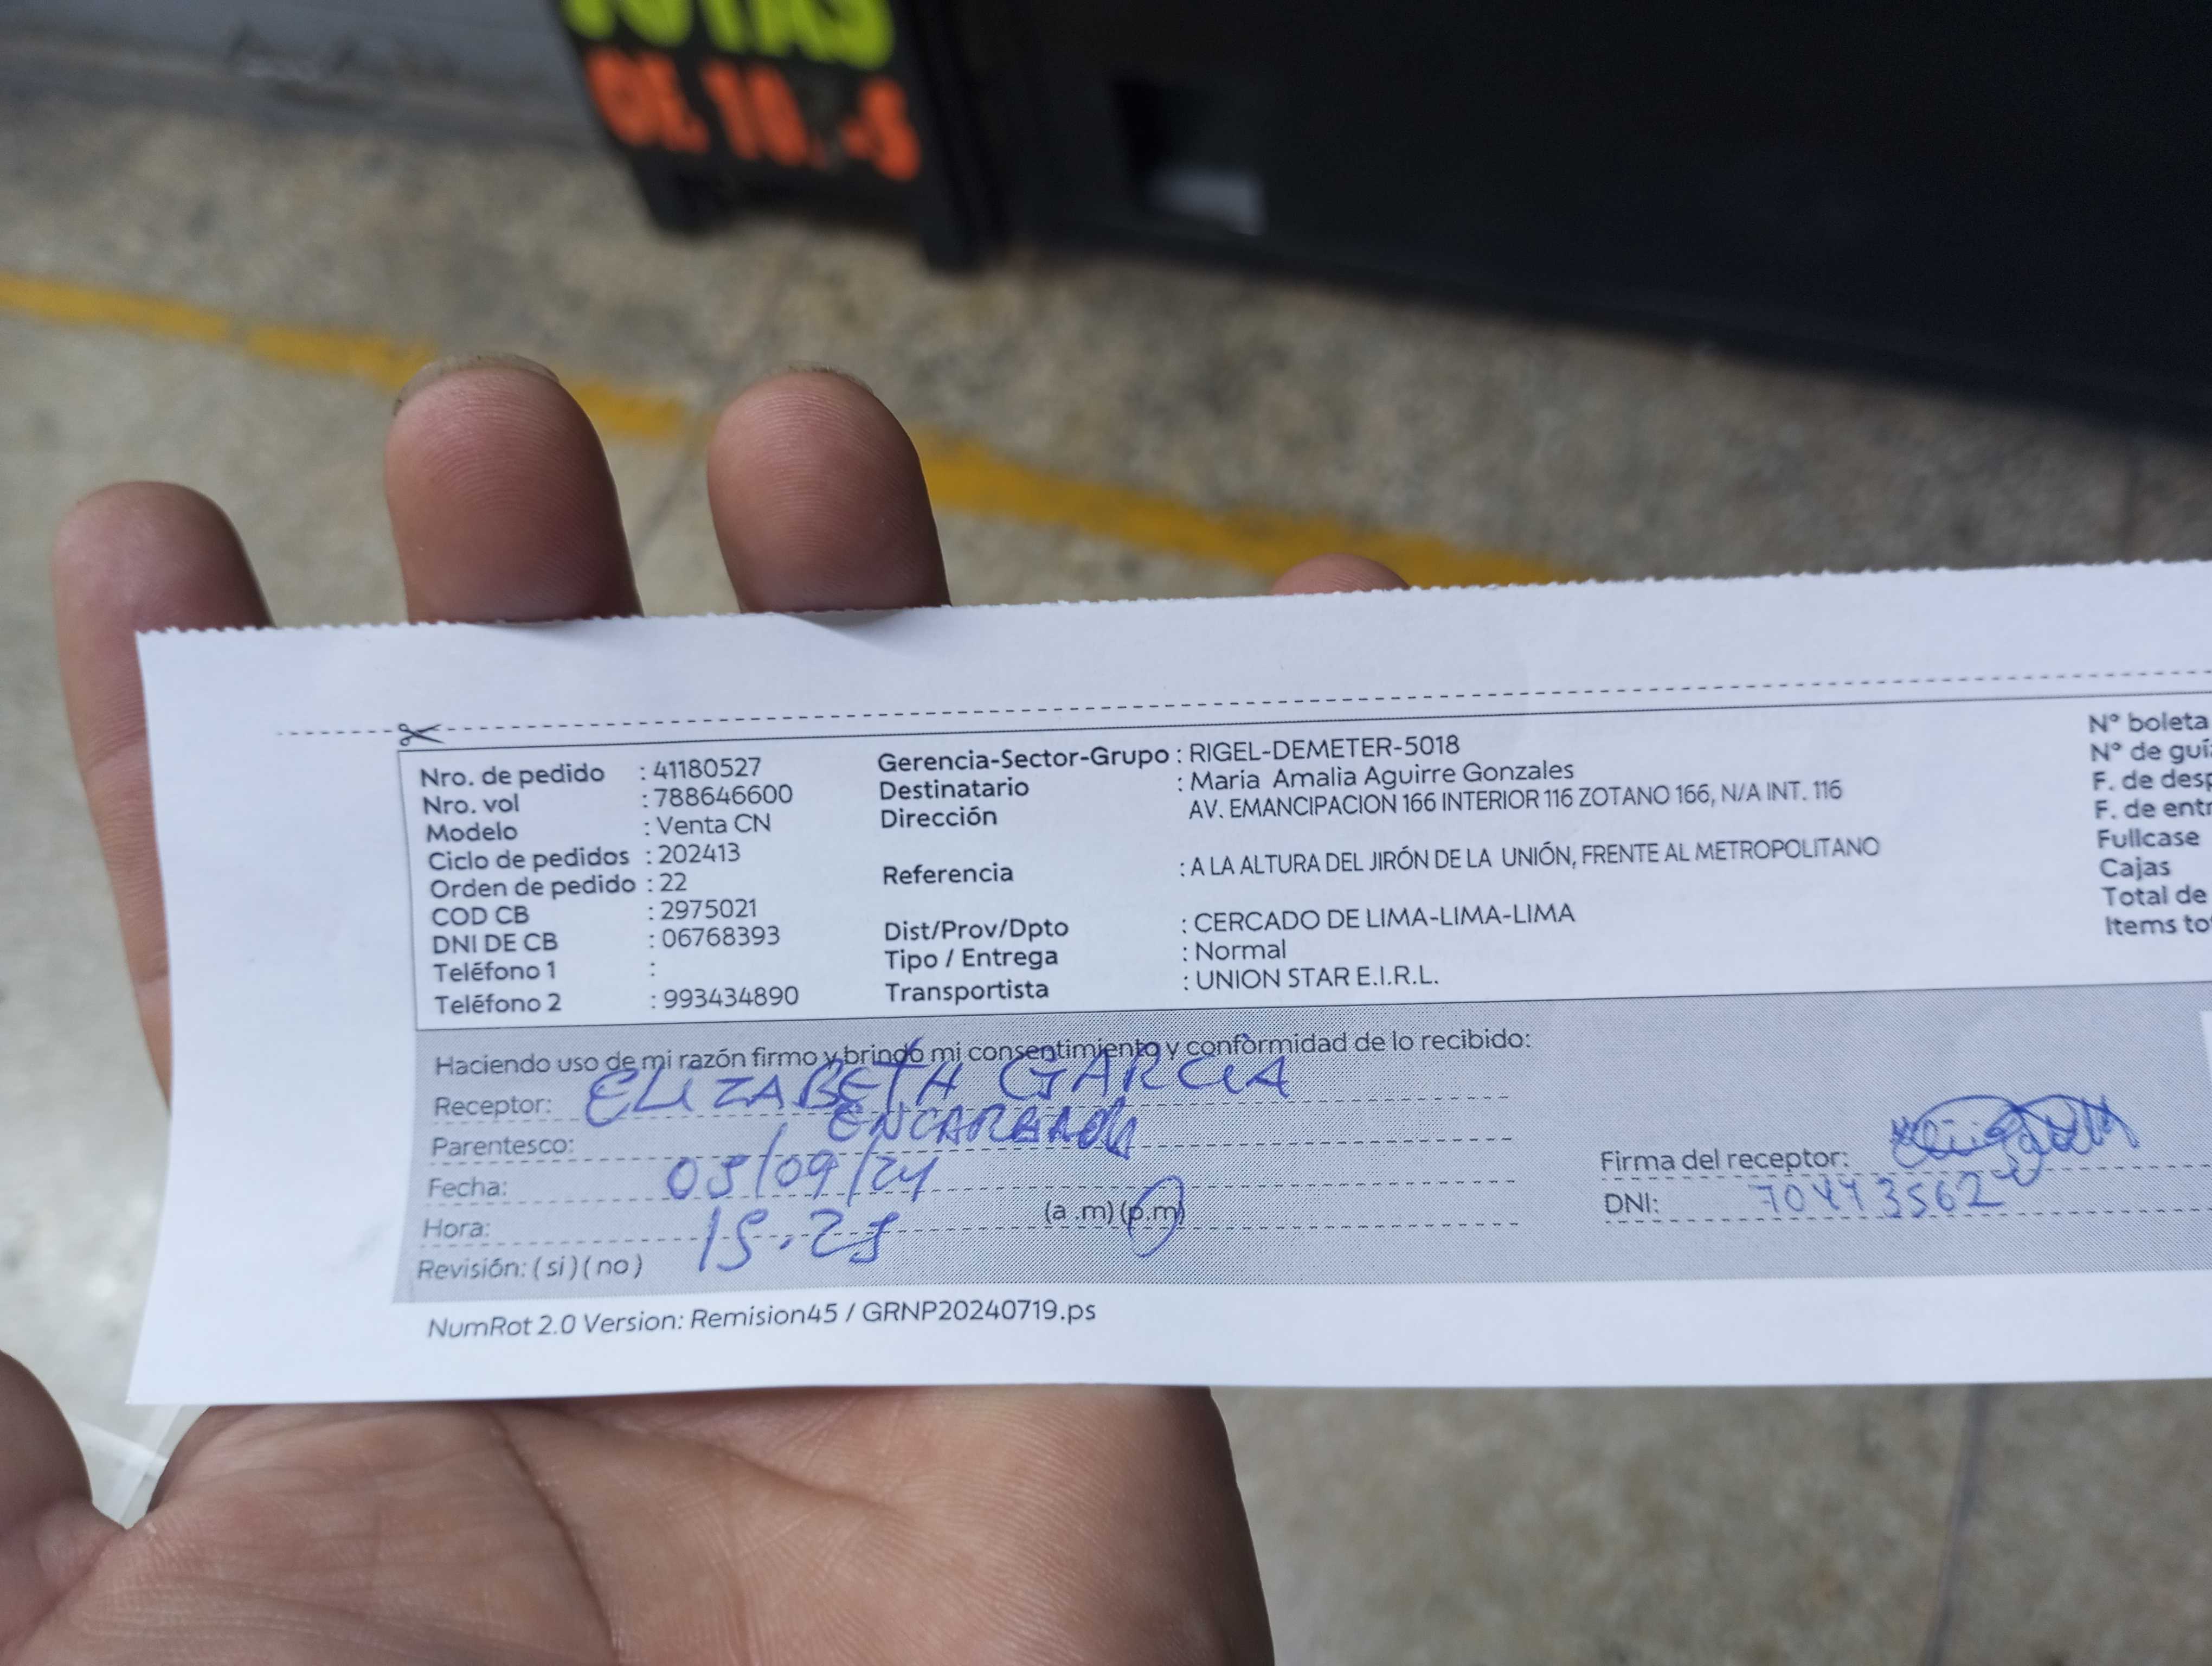 DE 10.-S
Nro. de pedido : 41180527
Nro. vol : 788646600
Modelo : Venta CN
Ciclo de pedidos : 202413
Orden de pedido : 22
COD CB : 2975021
DNI DE CB : 06768393
Teléfono 1 :
Teléfono 2 : 993434890
Gerencia-Sector-Grupo : RIGEL-DEMETER-5018
Destinatario : Maria Amalia Aguirre Gonzales
Dirección AV. EMANCIPACION 166 INTERIOR 116 ZOTANO 166, N/A INT. 116
Referencia : A LA ALTURA DEL JIRÓN DE LA UNIÓN, FRENTE AL METROPOLITANO
Dist/Prov/Dpto : CERCADO DE LIMA-LIMA-LIMA
Tipo / Entrega : Normal
Transportista : UNION STAR E.I.R.L.
N° boleta
N° de guí
F. de desp
F. de entr
Fullcase
Cajas
Total de
Items to
Haciendo uso de mi razón firmo y brindo mi consentimiento y conformidad de lo recibido:
Receptor: ELIZABETH GARCIA
Parentesco: ENCARGADA
Fecha: 03/09/24
Hora: 15.25 (a .m) (p.m)
Revisión: ( si ) ( no )
Firma del receptor:
DNI: 70443562
NumRot 2.0 Version: Remision45 / GRNP20240719.ps